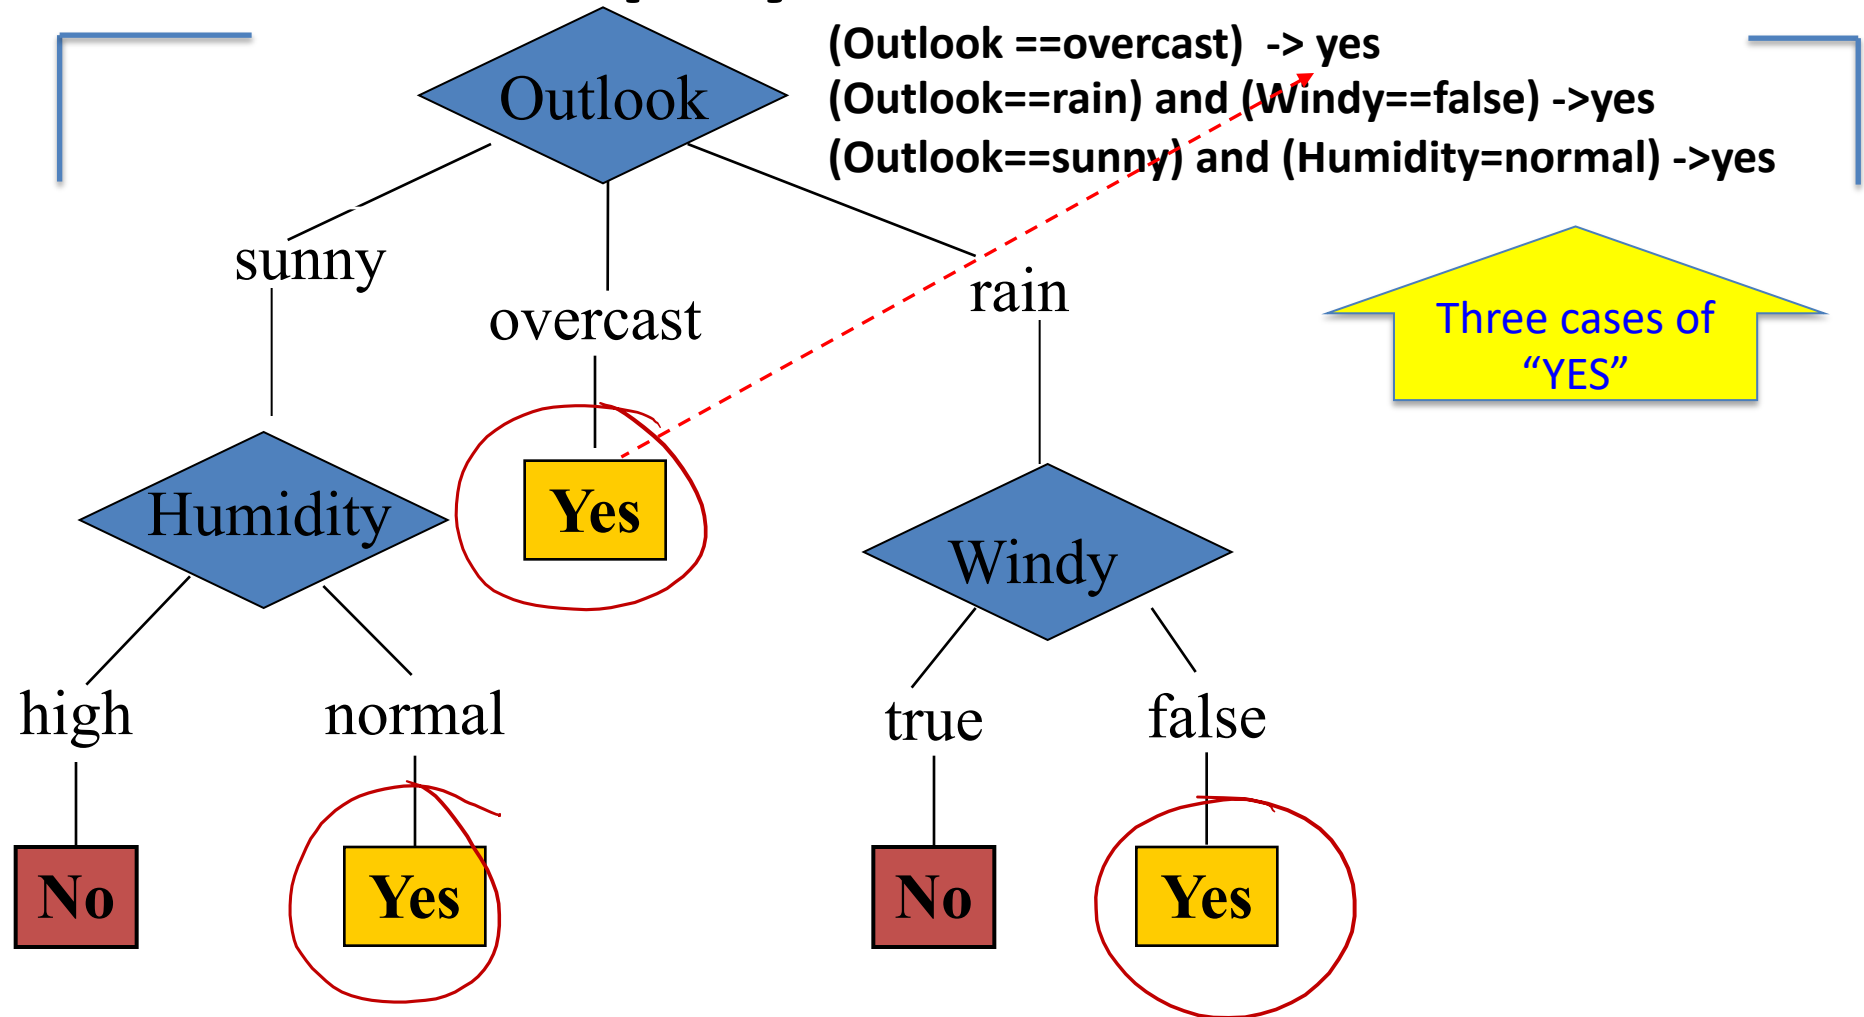 (Outlook ==overcast) -> yes
Outlook
(Outlook==rain) and (Windy==false) ->yes
(Outlook==sunny) and (Humidity=normal) ->yes
sunny
overcast
rain
Three cases of
“YES”
Humidity
Yes
Windy
high
normal
true
false
No
Yes
No
Yes